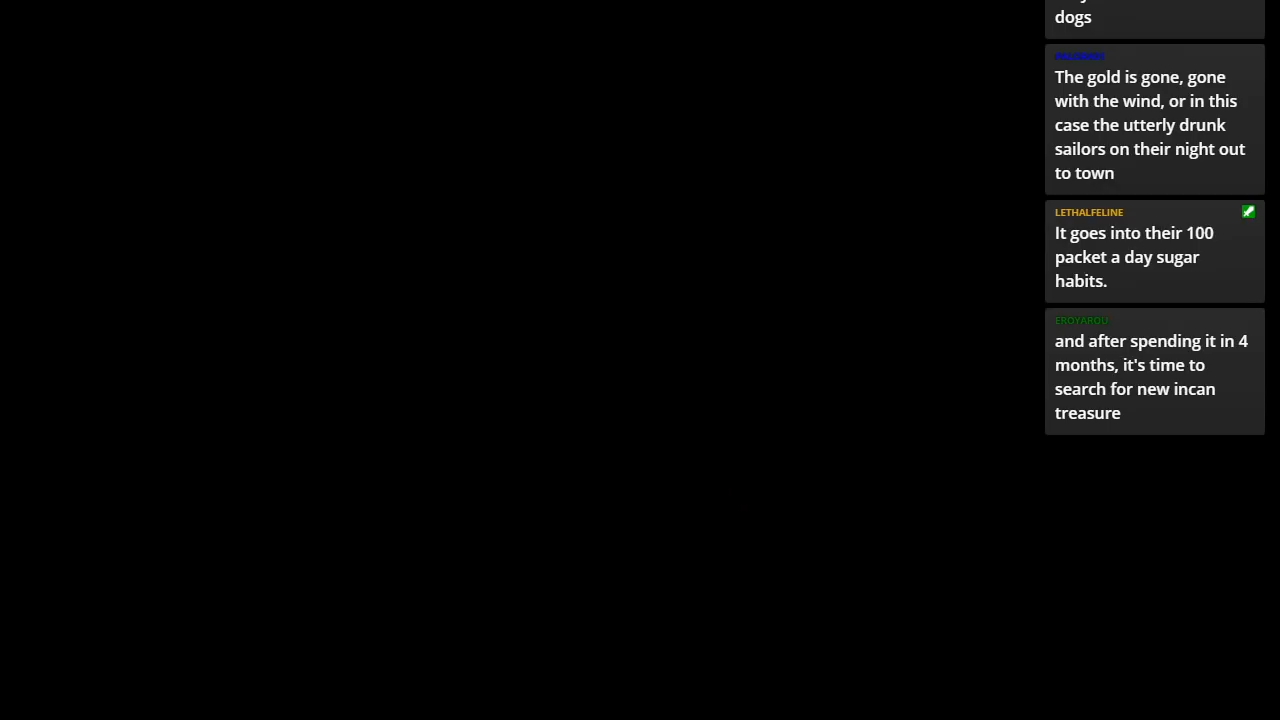 dogs
The gold is gone, gone
with the wind, or in this
case the utterly drunk
sailors on their night out
to town
LETHALFELINE
It goes into their 100
packet a day sugar
habits.
EROYAROU
and after spending it in 4
months, it's time to
search for new incan
treasure